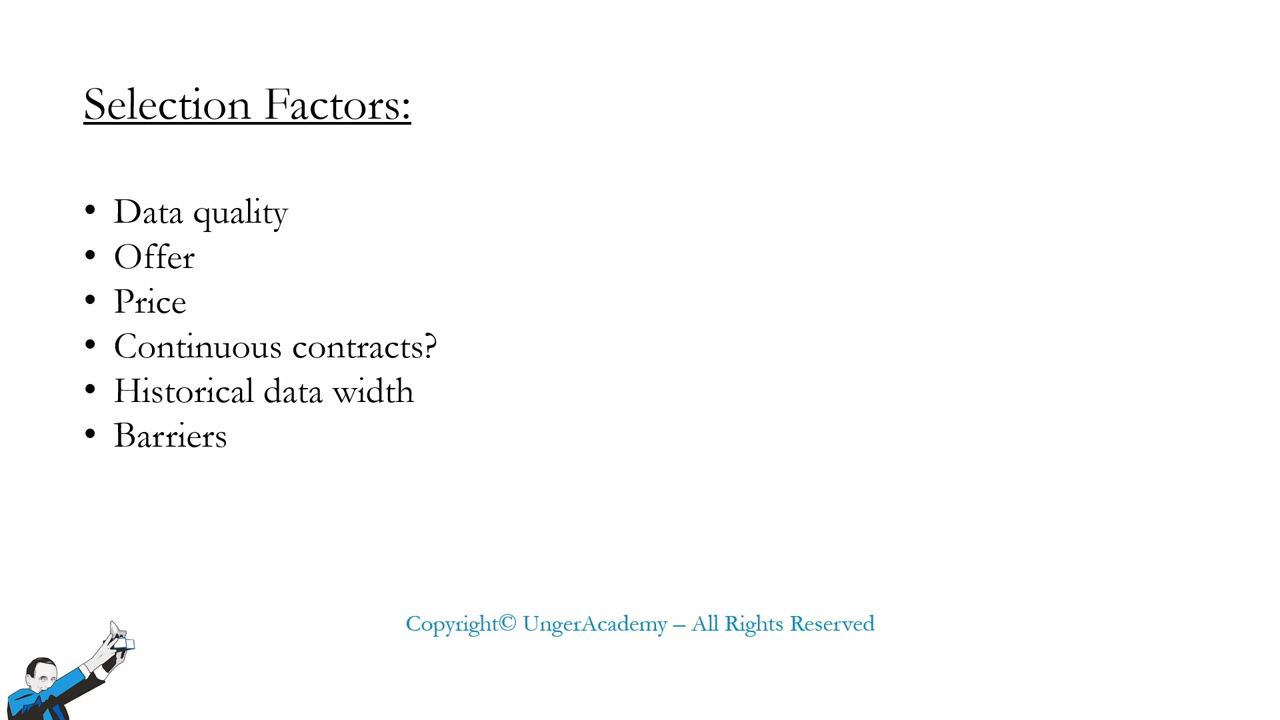 Selection Factors:
• Data quality
• Offer
• Price
• Continuous contracts?
• Historical data width
• Barriers
Copyright© UngerAcademy – All Rights Reserved